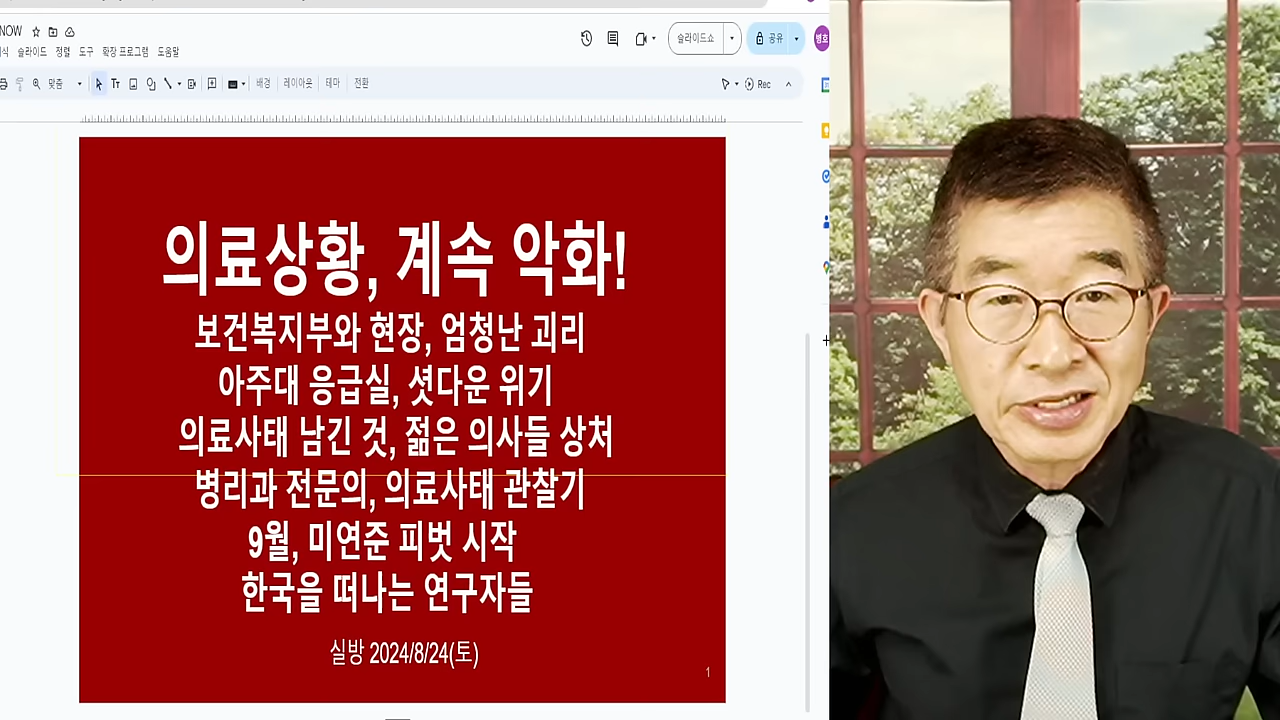 NOW
슬라이드 정렬 도구 확장 프로그램 도움말
슬라이드쇼
공유
병호
맞춤
Tт
배경 레이아웃 테마 전환
Rec
의료상황, 계속 악화!
보건복지부와 현장, 엄청난 괴리
아주대 응급실, 셧다운 위기
의료사태 남긴 것, 젊은 의사들 상처
병리과 전문의, 의료사태 관찰기
9월, 미연준 피벗 시작
한국을 떠나는 연구자들
실방 2024/8/24(토)
1